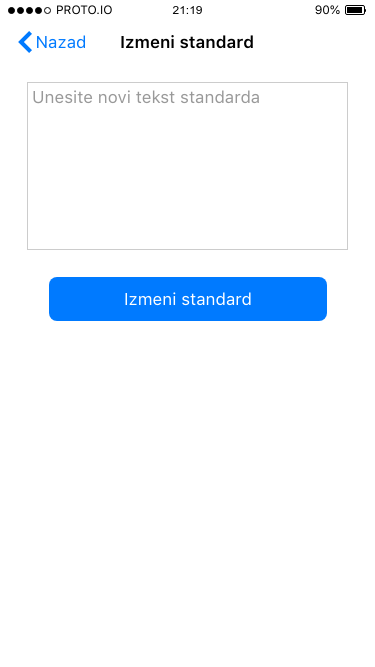 PROTO.IO 21:19 90%
Nazad Izmeni standard
Unesite novi tekst standarda
Izmeni standard